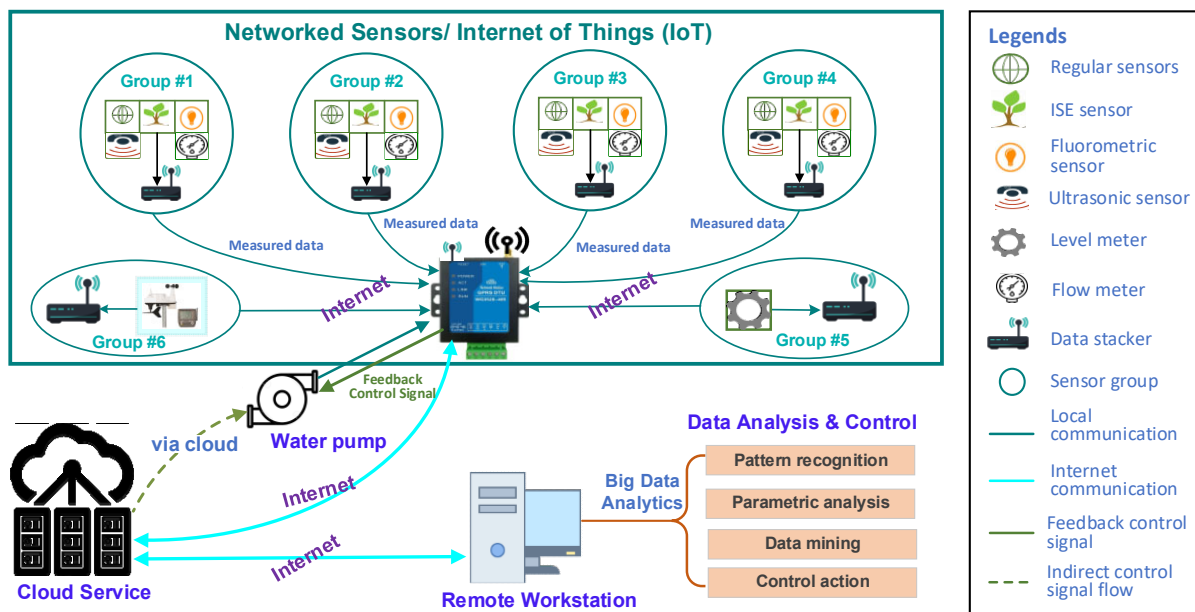 Networked Sensors/ Internet of Things (IoT)
Group #1
Group #2
Group #3
Group #4
Measured data
Measured data
Measured data
Measured data
Internet
Internet
GPRS DTU
Group #6
Group #5
Feedback
Control Signal
Water pump
via cloud
Internet
Internet
Cloud Service
Remote Workstation
Big Data
Analytics
Data Analysis & Control
Pattern recognition
Parametric analysis
Data mining
Control action
Legends
Regular sensors
ISE sensor
Fluorometric
sensor
Ultrasonic sensor
Level meter
Flow meter
Data stacker
Sensor group
Local
communication
Internet
communication
Feedback control
signal
Indirect control
signal flow